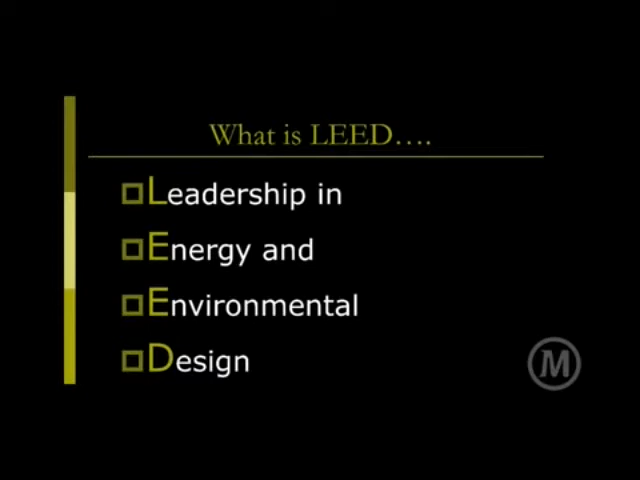 What is LEED….
Leadership in
Energy and
Environmental
Design
M